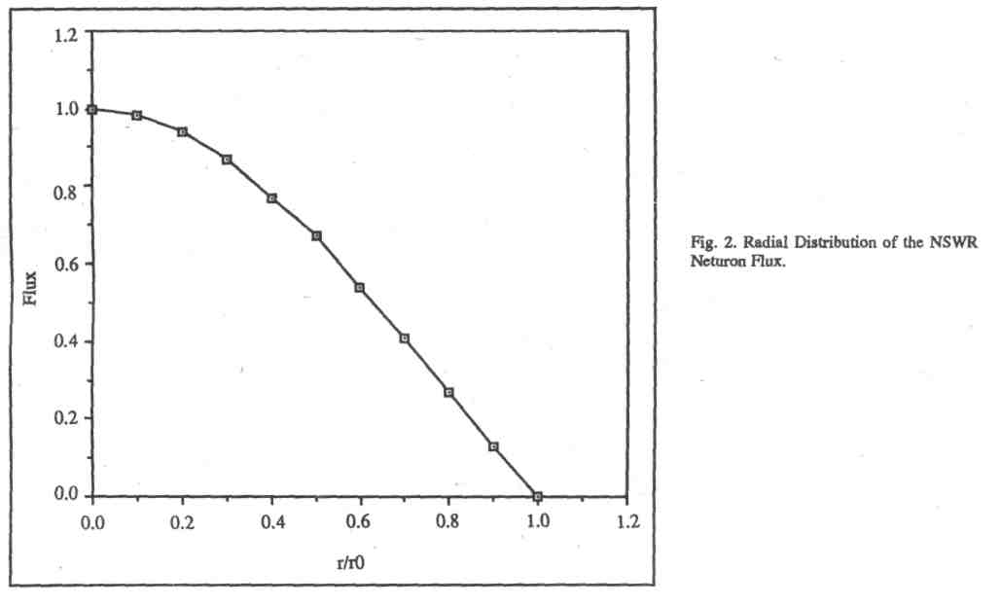 1.2
1.0
0.8
0.6
0.4
0.2
0.0
Flux
0.0 0.2 0.4 0.6 0.8 1.0 1.2
r/r0
Fig. 2. Radial Distribution of the NSWR
Neturon Flux.